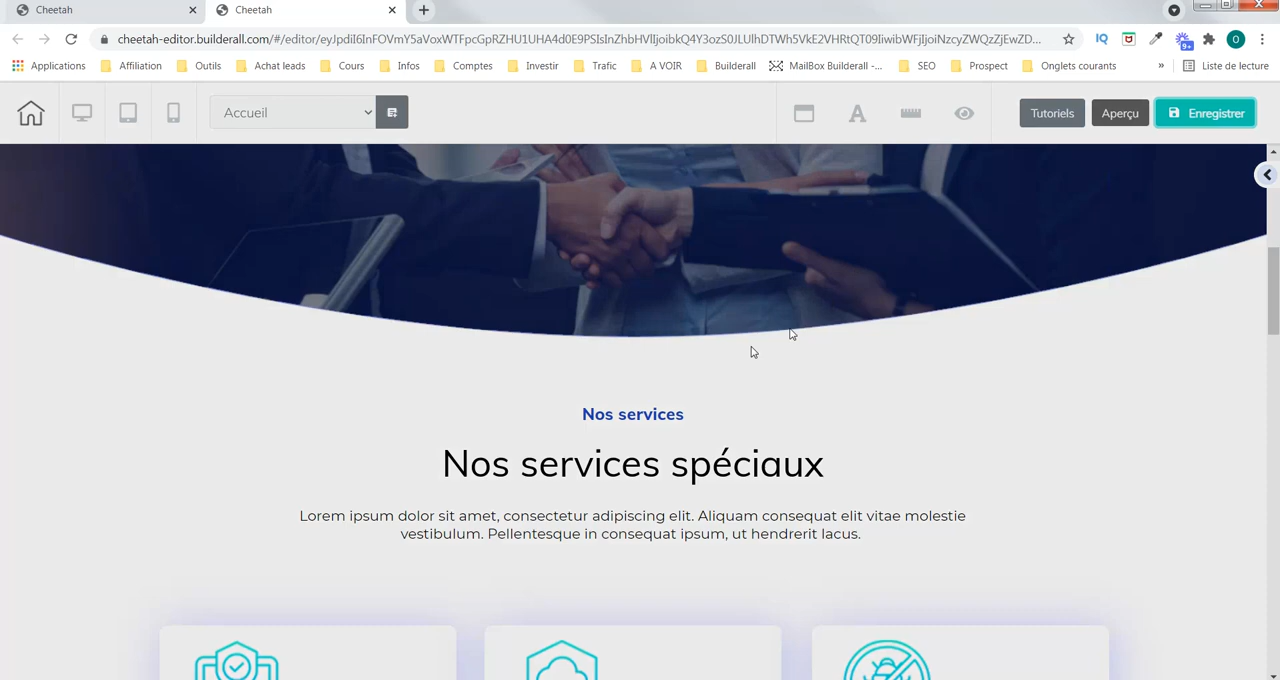 Cheetah
Cheetah
cheetah-editor.builderall.com/#/editor/
Applications
Affiliation
Outils
Achat leads
Cours
Infos
Comptes
Investir
Trafic
A VOIR
Builderall
MailBox Builderall -...
SEO
Prospect
Onglets courants
»
Liste de lecture
IQ
9+
O
Accueil
A
Tutoriels
Aperçu
Enregistrer
Nos services
Nos services spéciaux
Lorem ipsum dolor sit amet, consectetur adipiscing elit. Aliquam consequat elit vitae molestie
vestibulum. Pellentesque in consequat ipsum, ut hendrerit lacus.